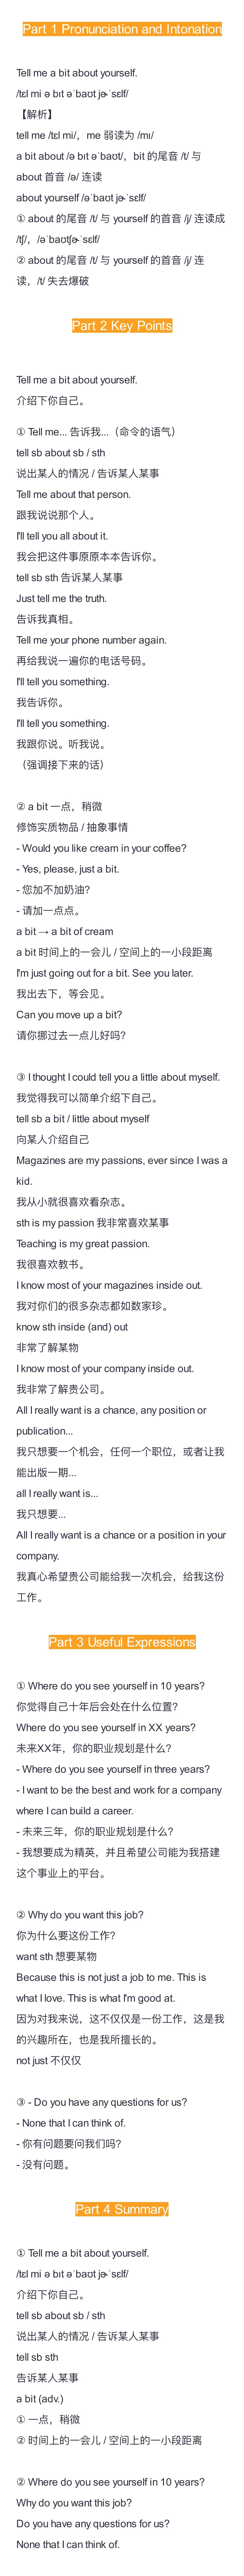 Part 1 Pronunciation and Intonation
Tell me a bit about yourself.
/tɛl mi ə bɪt əˈbaʊt jɚˈsɛlf/
【解析】
tell me /tɛl mi/，me 弱读为 /mɪ/
a bit about /ə bɪt əˈbaʊt/，bit 的尾音 /t/ 与
about 首音 /ə/ 连读
about yourself /əˈbaʊt jɚˈsɛlf/
① about 的尾音 /t/ 与 yourself 的首音 /j/ 连读成
/tʃ/，/əˈbaʊtʃɚˈsɛlf/
② about 的尾音 /t/ 与 yourself 的首音 /j/ 连
读，/t/ 失去爆破
Part 2 Key Points
Tell me a bit about yourself.
介绍下你自己。
① Tell me... 告诉我...（命令的语气）
tell sb about sb / sth
说出某人的情况 / 告诉某人某事
Tell me about that person.
跟我说说那个人。
I'll tell you all about it.
我会把这件事原原本本告诉你。
tell sb sth 告诉某人某事
Just tell me the truth.
告诉我真相。
Tell me your phone number again.
再给我说一遍你的电话号码。
I'll tell you something.
我告诉你。
I'll tell you something.
我跟你说。听我说。
（强调接下来的话）
② a bit 一点，稍微
修饰实质物品 / 抽象事情
- Would you like cream in your coffee?
- Yes, please, just a bit.
- 您加不加奶油?
- 请加一点点。
a bit → a bit of cream
a bit 时间上的一会儿 / 空间上的一小段距离
I'm just going out for a bit. See you later.
我出去下，等会见。
Can you move up a bit?
请你挪过去一点儿好吗?
③ I thought I could tell you a little about myself.
我觉得我可以简单介绍下自己。
tell sb a bit / little about myself
向某人介绍自己
Magazines are my passions, ever since I was a
kid.
我从小就很喜欢看杂志。
sth is my passion 我非常喜欢某事
Teaching is my great passion.
我很喜欢教书。
I know most of your magazines inside out.
我对你们的很多杂志都如数家珍。
know sth inside (and) out
非常了解某物
I know most of your company inside out.
我非常了解贵公司。
All I really want is a chance, any position or
publication...
我只想要一个机会，任何一个职位，或者让我
能出版一期...
all I really want is...
我只想要...
All I really want is a chance or a position in your
company.
我真心希望贵公司能给我一次机会，给我这份
工作。
Part 3 Useful Expressions
① Where do you see yourself in 10 years?
你觉得自己十年后会处在什么位置?
Where do you see yourself in XX years?
未来XX年，你的职业规划是什么?
- Where do you see yourself in three years?
- I want to be the best and work for a company
where I can build a career.
- 未来三年，你的职业规划是什么?
- 我想要成为精英，并且希望公司能为我搭建
这个事业上的平台。
② Why do you want this job?
你为什么要这份工作?
want sth 想要某物
Because this is not just a job to me. This is
what I love. This is what I'm good at.
因为对我来说，这不仅仅是一份工作，这是我
的兴趣所在，也是我所擅长的。
not just 不仅仅
③ - Do you have any questions for us?
- None that I can think of.
- 你有问题要问我们吗?
- 没有问题。
Part 4 Summary
① Tell me a bit about yourself.
/tɛl mi ə bɪt əˈbaʊt jɚˈsɛlf/
介绍下你自己。
tell sb about sb / sth
说出某人的情况 / 告诉某人某事
tell sb sth
告诉某人某事
a bit (adv.)
① 一点，稍微
② 时间上的一会儿 / 空间上的一小段距离
② Where do you see yourself in 10 years?
Why do you want this job?
Do you have any questions for us?
None that I can think of.